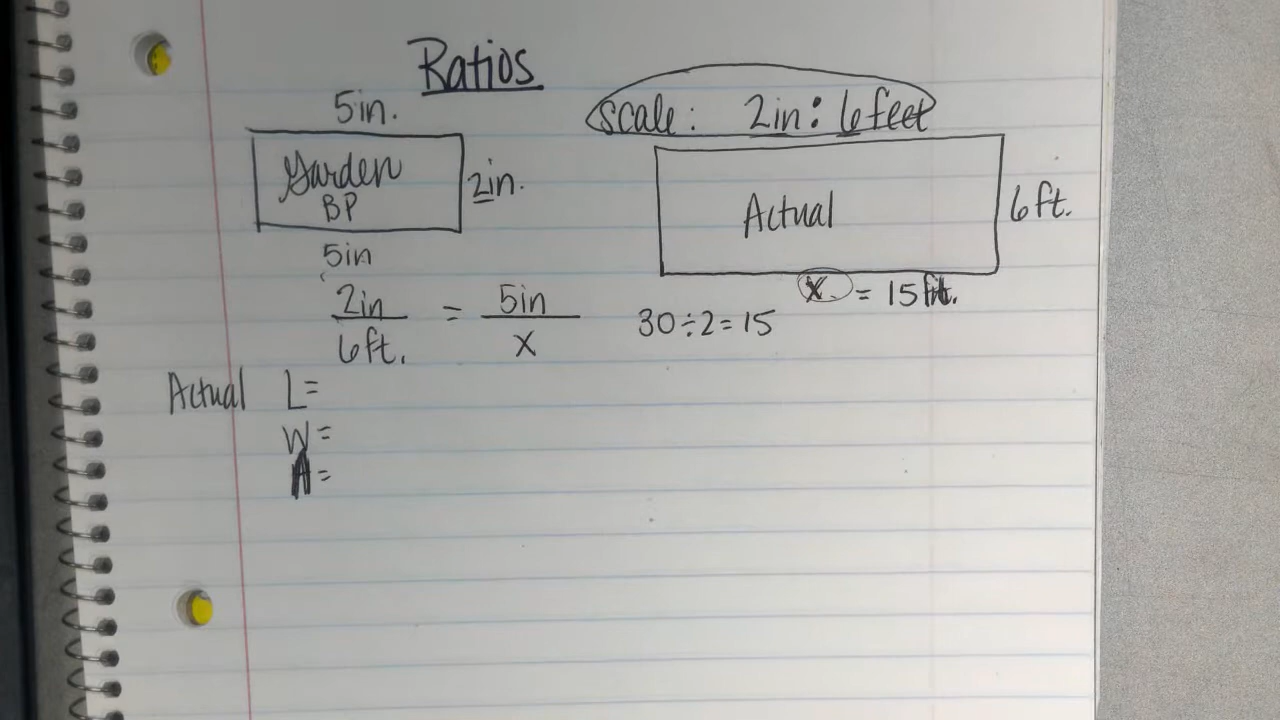 Ratios
5in.
scale: 2in: 6feet
Garden
BP
2in.
Actual
6ft.
5in
x = 15ft.
2in = 5in
6ft. x
30÷2=15
Actual L=
W=
A=